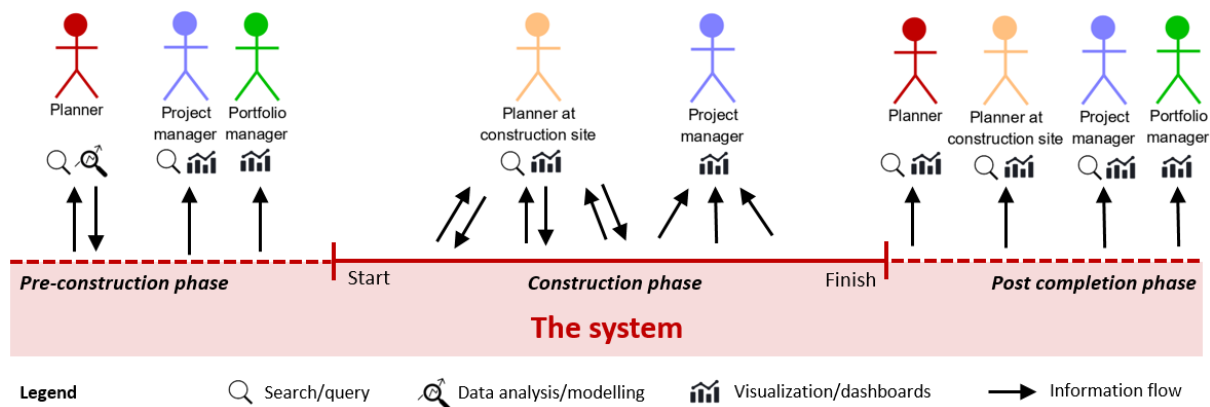 Planner
Project
manager
Portfolio
manager
Planner at
construction site
Project
manager
Planner
Planner at
construction site
Project
manager
Portfolio
manager
Start
Finish
Pre-construction phase
Construction phase
Post completion phase
The system
Legend
Search/query
Data analysis/modelling
Visualization/dashboards
Information flow